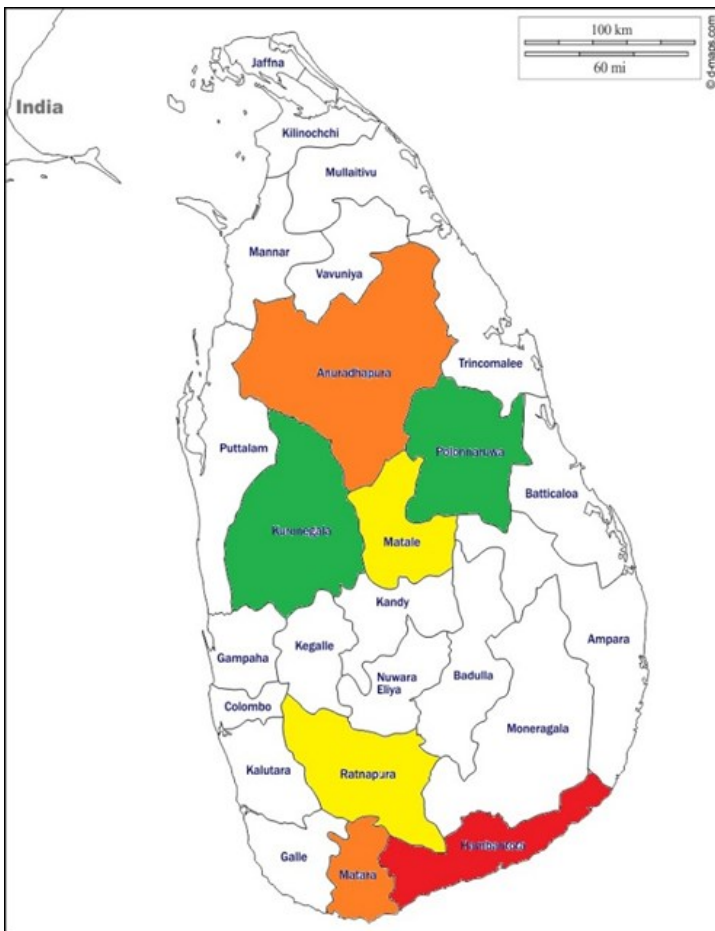 100 km
60 mi
© d-maps.com
Jaffna
India
Kilinochchi
Mullaitivu
Mannar
Vavuniya
Trincomalee
Anuradhapura
Puttalam
Polonnaruwa
Batticaloa
Kurunegala
Matale
Kandy
Ampara
Kegalle
Gampaha
Nuwara
Eliya
Badulla
Colombo
Moneragala
Kalutara
Ratnapura
Hambantota
Galle
Matara